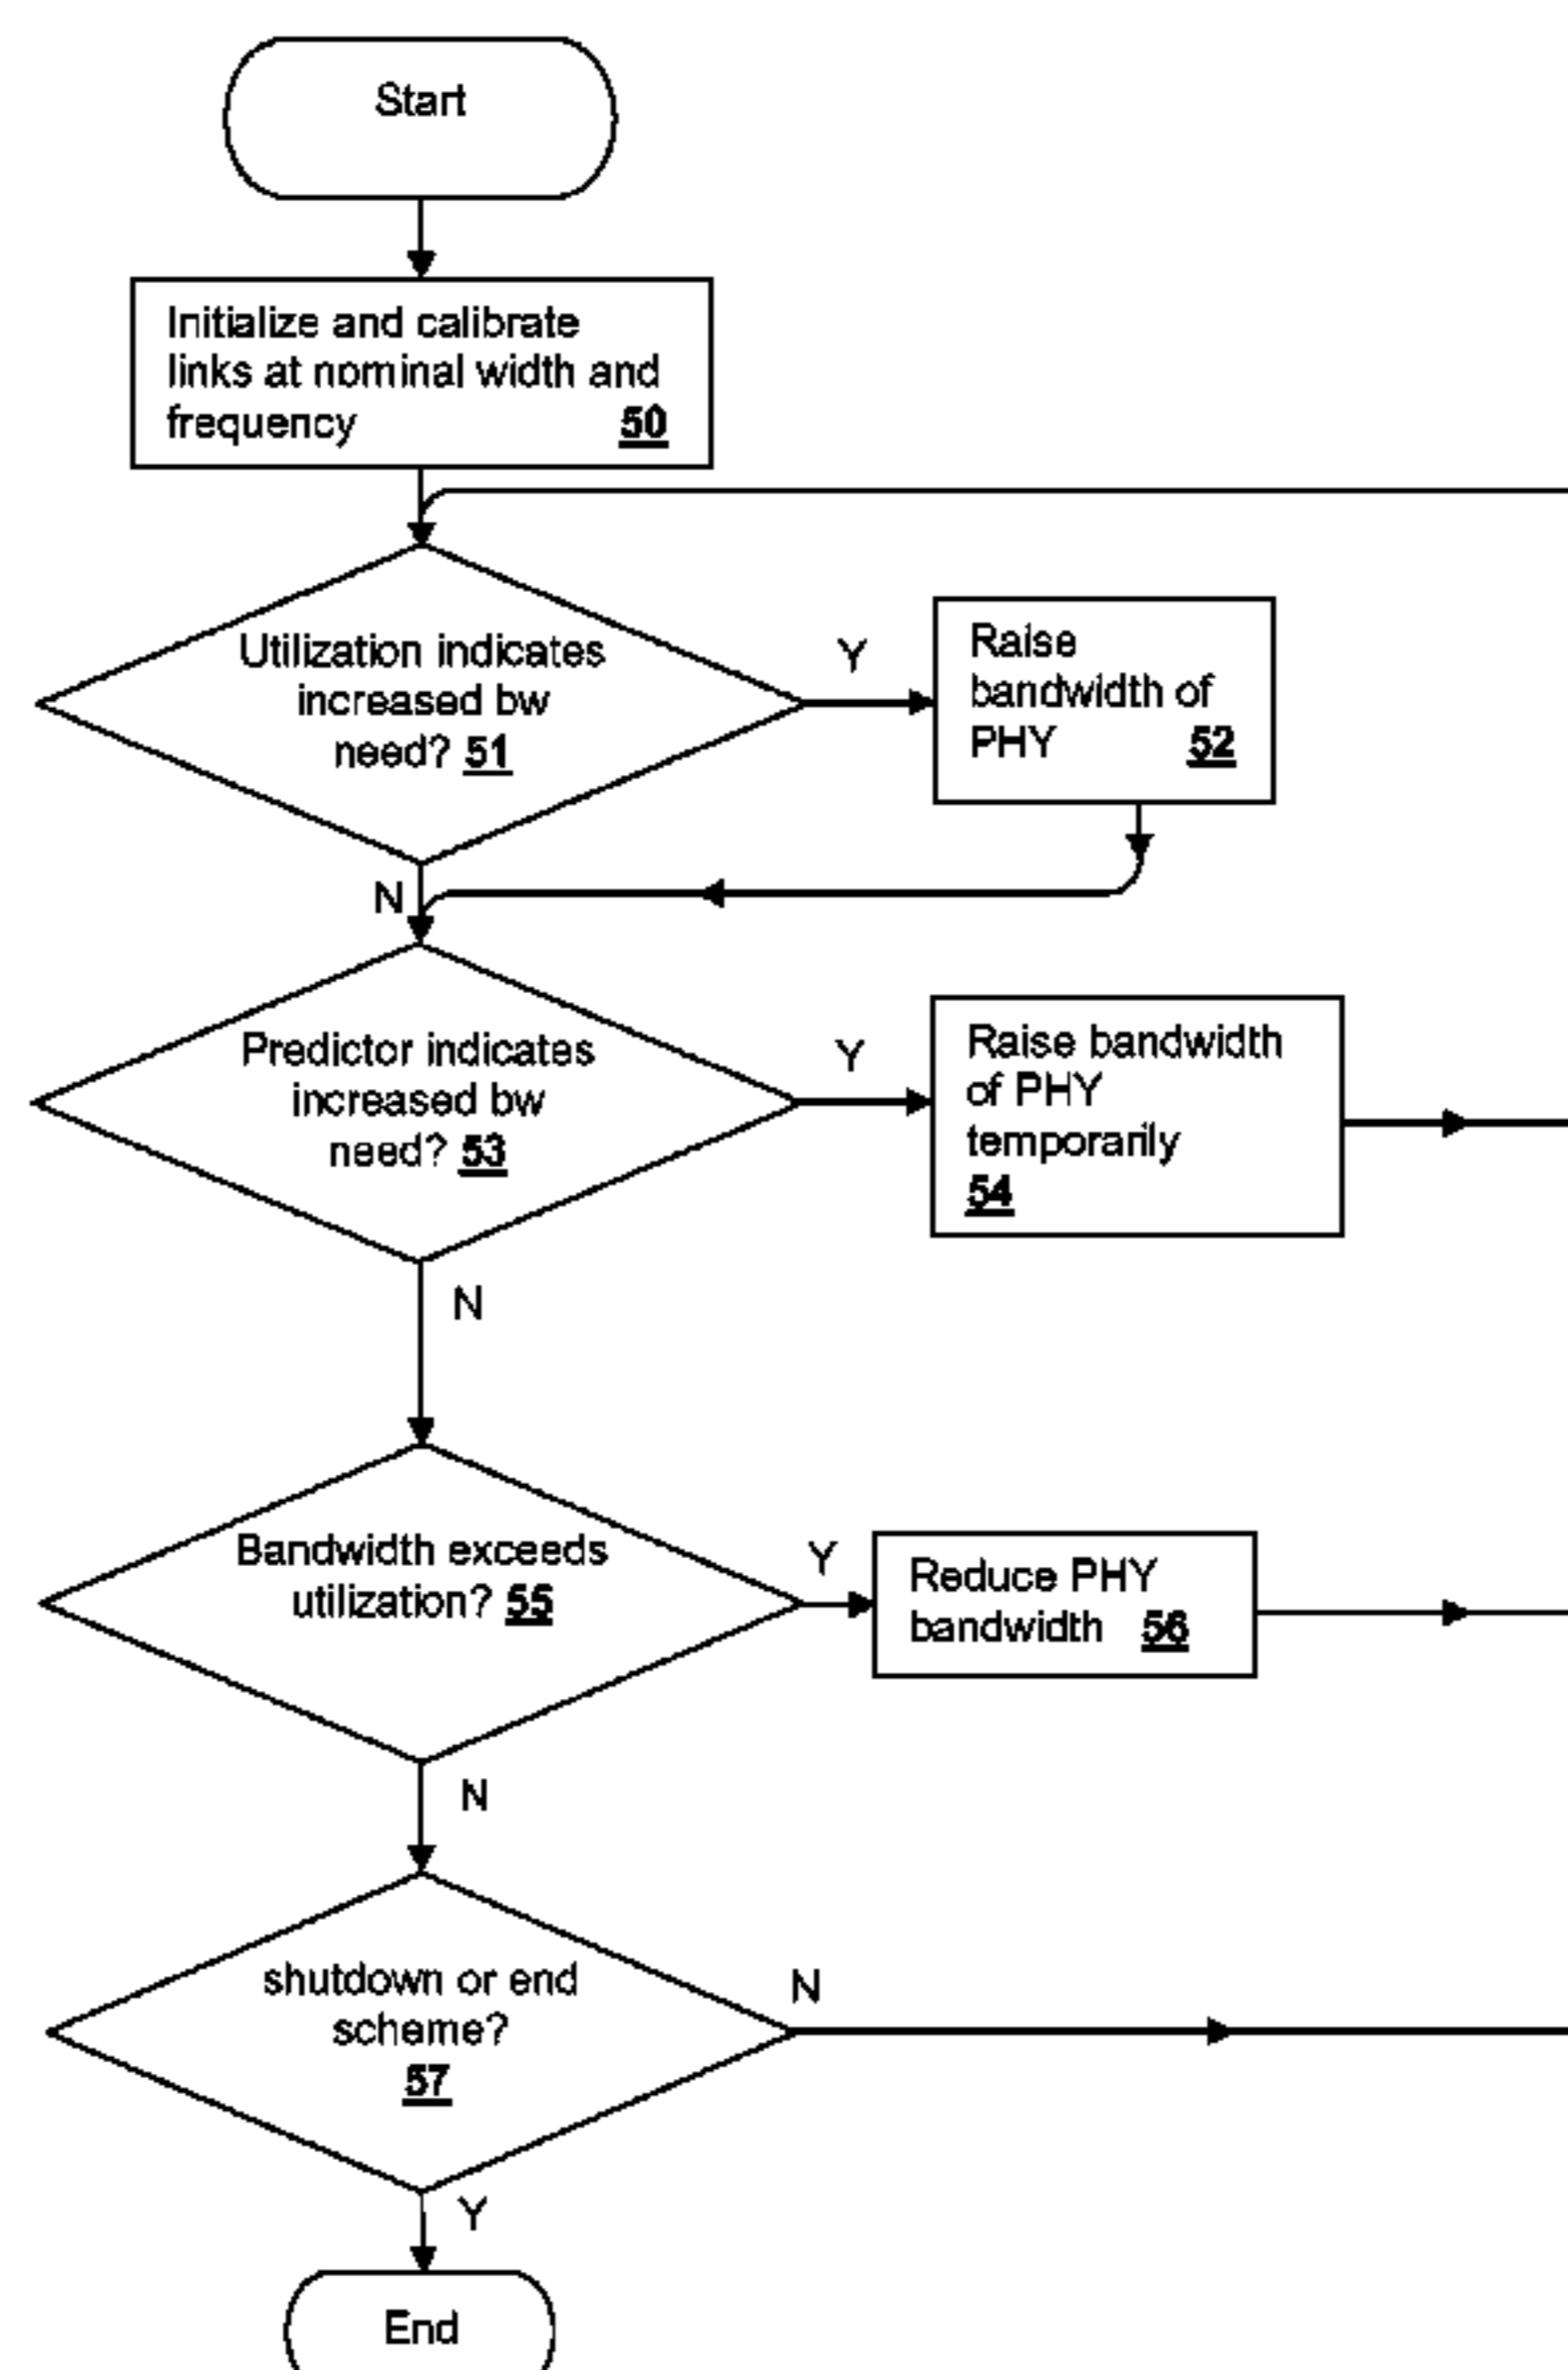 Start
Initialize and calibrate
links at nominal width and
frequency 50
Utilization indicates
increased bw
need? 51
Y
Raise
bandwidth of
PHY 52
N
Predictor indicates
increased bw
need? 53
Y
Raise bandwidth
of PHY
temporarily
54
N
Bandwidth exceeds
utilization? 55
Y
Reduce PHY
bandwidth 56
N
shutdown or end
scheme?
57
N
Y
End